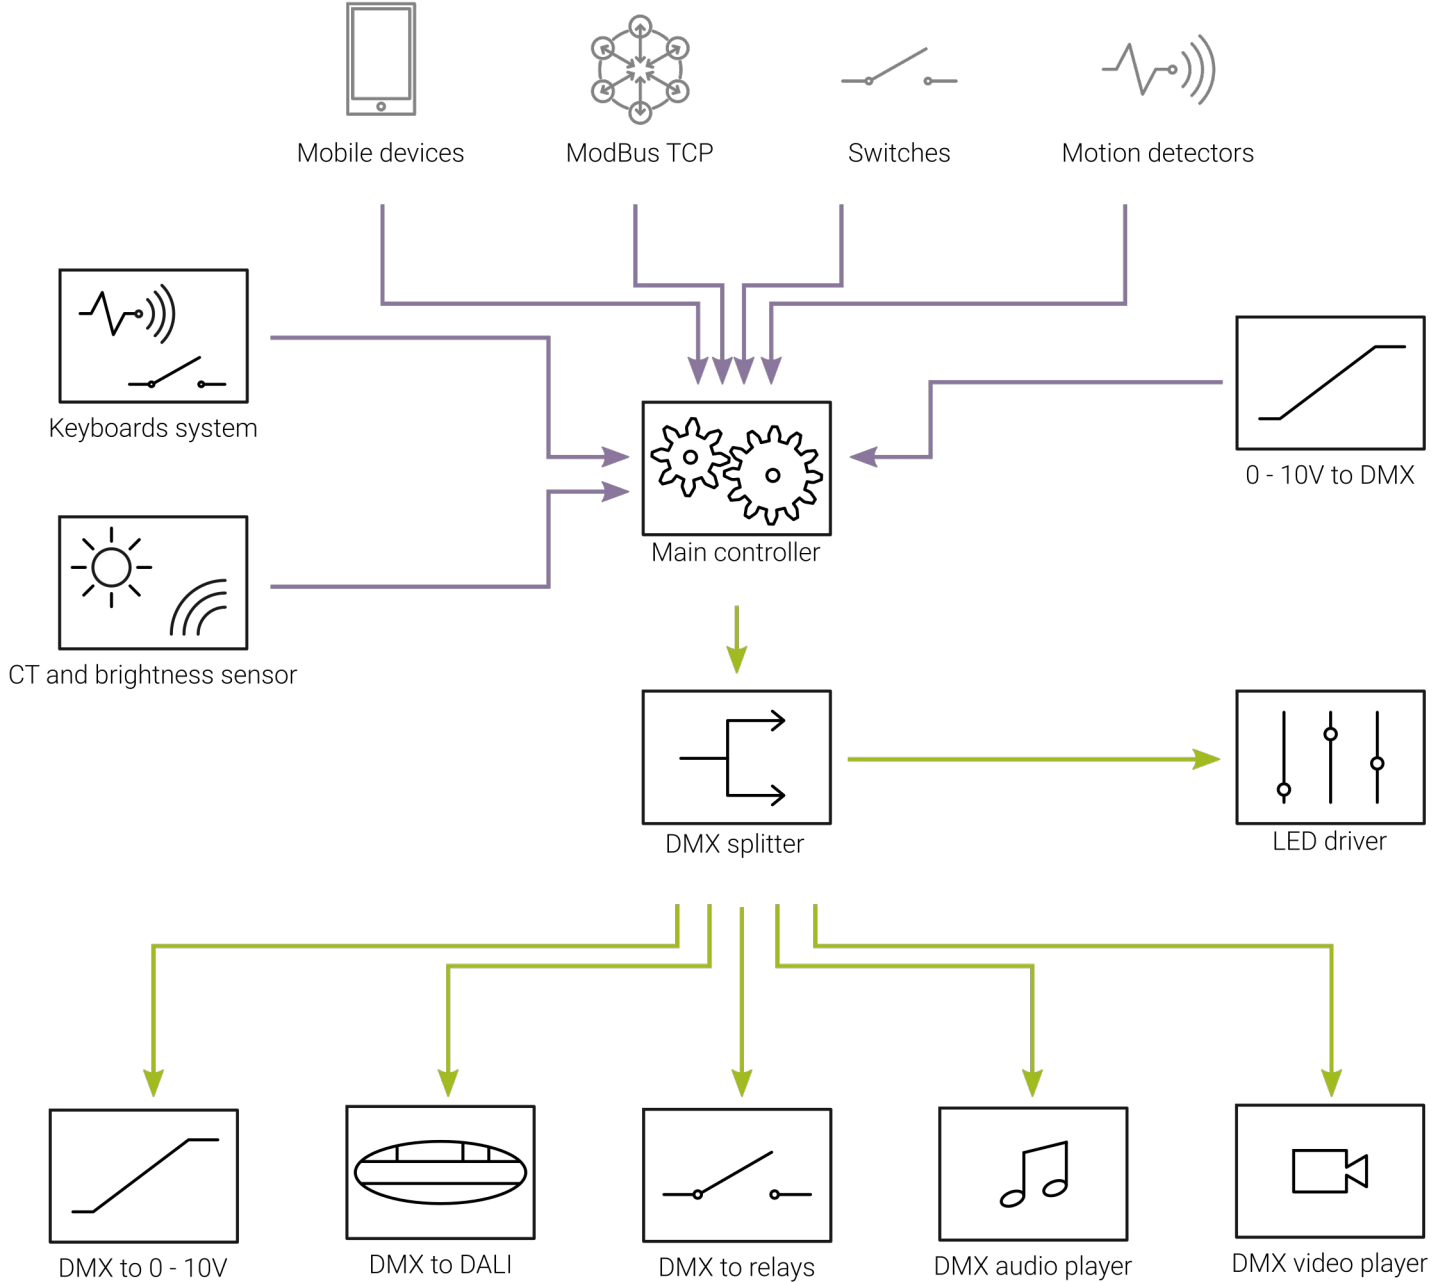 Mobile devices
ModBus TCP
Switches
Motion detectors
Keyboards system
0 - 10V to DMX
Main controller
CT and brightness sensor
DMX splitter
LED driver
DMX to 0 - 10V
DMX to DALI
DMX to relays
DMX audio player
DMX video player